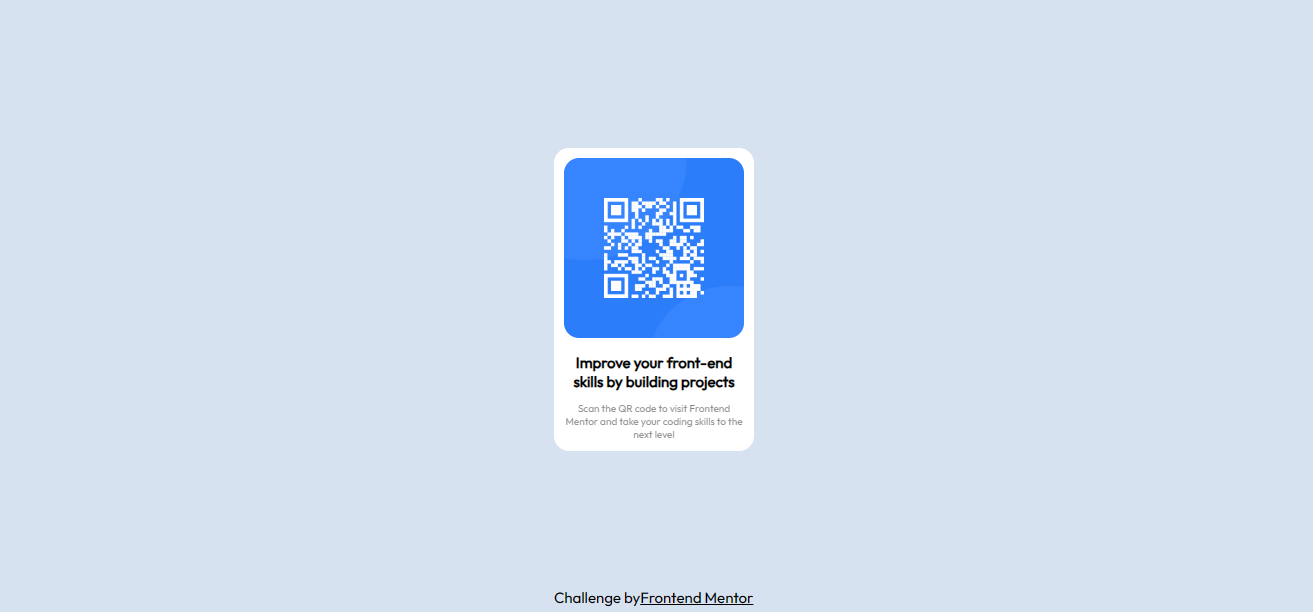 Improve your front-end
skills by building projects
Scan the QR code to visit Frontend
Mentor and take your coding skills to the
next level
Challenge byFrontend Mentor